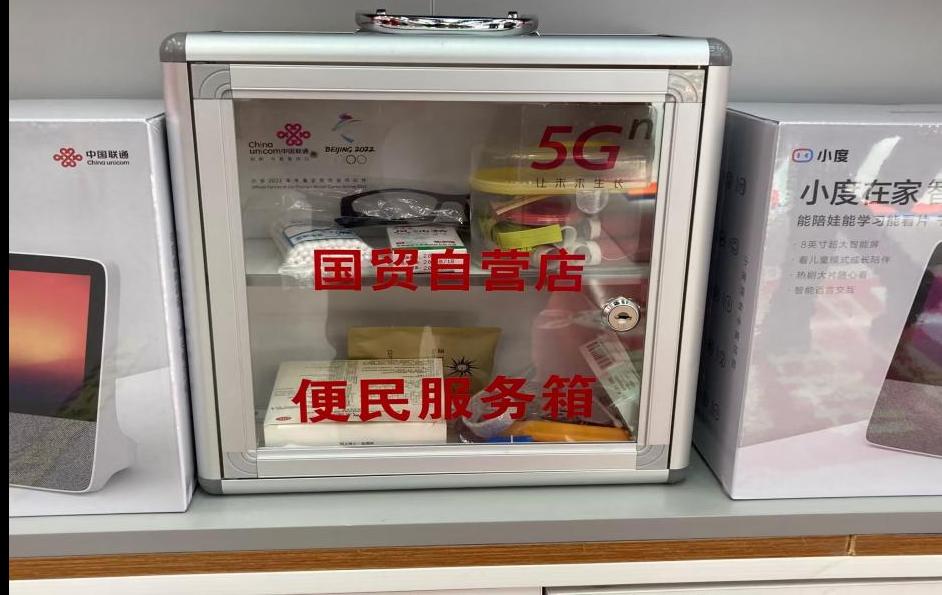 中国联通
China unicom
China
unicom中国联通
BEIJING 2022
5Gⁿ
让未来生长
国贸自营店
便民服务箱
小度
小度在家智
能陪娃能学习能看片
·8英寸超大智能屏
·看儿童模式成长陪伴
·热剧大片随心看
·智能语言交互